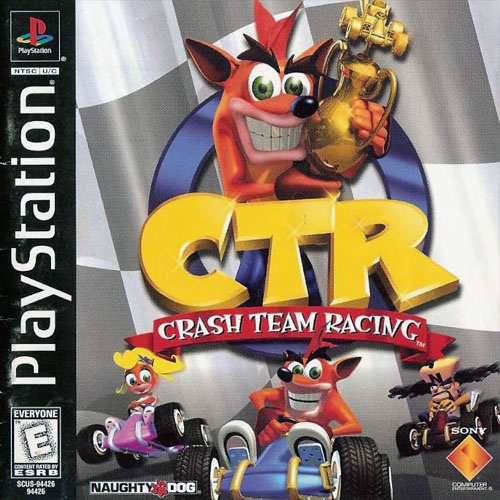 PlayStation
NTSC U/C
PlayStation
CTR
CRASH TEAM RACING
TM
EVERYONE
E
CONTENT RATED BY
ESRB
SCUS-94426
94426
NAUGHTY DOG
SONY
COMPUTER
ENTERTAINMENT